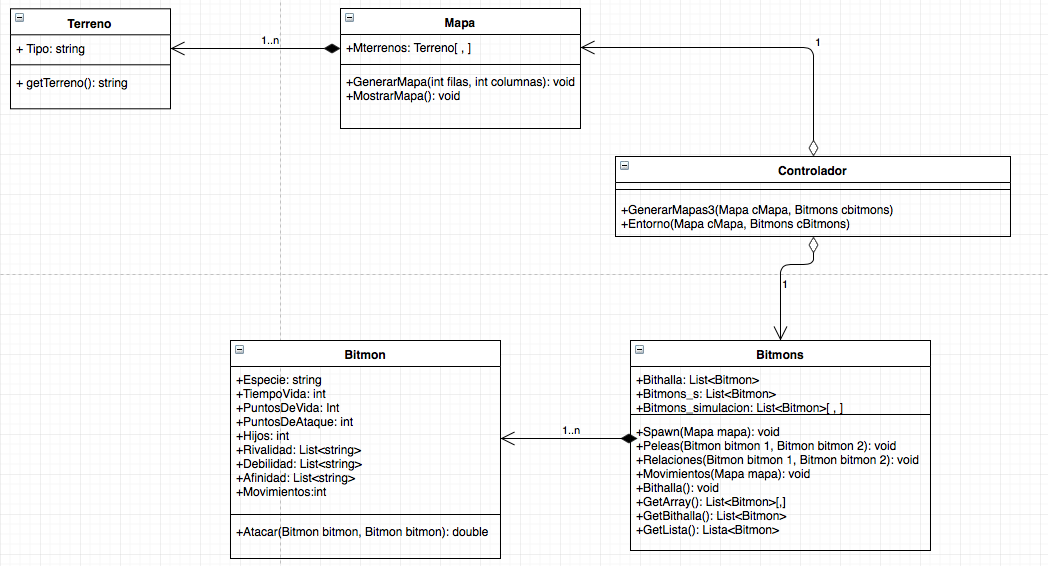 Terreno
+ Tipo: string
+ getTerreno(): string
1..n
Mapa
+Mterrenos: Terreno[ , ]
+GenerarMapa(int filas, int columnas): void
+MostrarMapa(): void
1
Controlador
+GenerarMapas3(Mapa cMapa, Bitmons cbitmons)
+Entorno(Mapa cMapa, Bitmons cBitmons)
1
Bitmon
+Especie: string
+TiempoVida: int
+PuntosDeVida: Int
+PuntosDeAtaque: int
+Hijos: int
+Rivalidad: List<string>
+Debilidad: List<string>
+Afinidad: List<string>
+Movimientos:int
+Atacar(Bitmon bitmon, Bitmon bitmon): double
1..n
Bitmons
+Bithalla: List<Bitmon>
+Bitmons_s: List<Bitmon>
+Bitmons_simulacion: List<Bitmon>[ , ]
+Spawn(Mapa mapa): void
+Peleas(Bitmon bitmon 1, Bitmon bitmon 2): void
+Relaciones(Bitmon bitmon 1, Bitmon bitmon 2): void
+Movimientos(Mapa mapa): void
+Bithalla(): void
+GetArray(): List<Bitmon>[,]
+GetBithalla(): List<Bitmon>
+GetLista(): Lista<Bitmon>